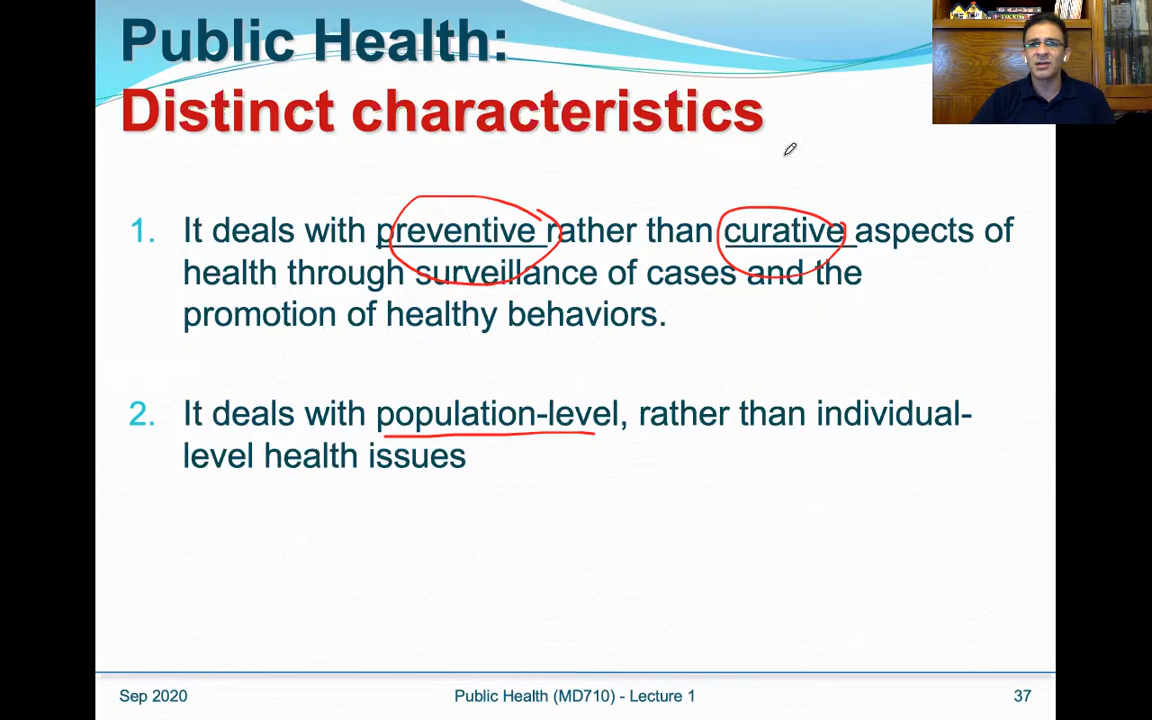 Public Health:
Distinct characteristics
1. It deals with preventive rather than curative aspects of
health through surveillance of cases and the
promotion of healthy behaviors.
2. It deals with population-level, rather than individual-
level health issues
Sep 2020
Public Health (MD710) - Lecture 1
37